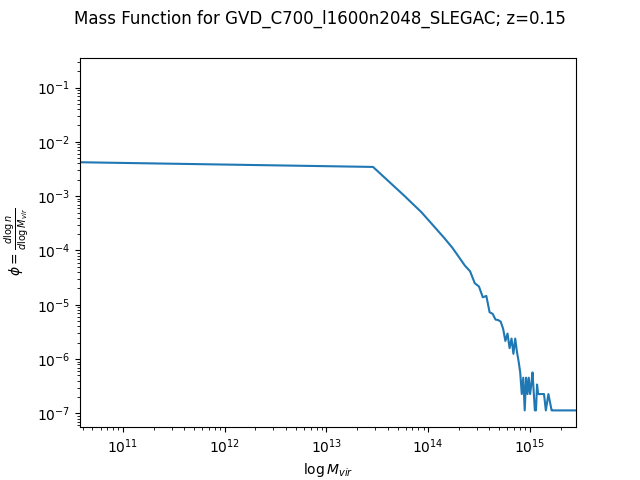 Mass Function for GVD_C700_l1600n2048_SLEGAC; z=0.15
10⁻¹
10⁻²
10⁻³
10⁻⁴
10⁻⁵
10⁻⁶
10⁻⁷
ϕ = d log n / d log M_vir
10¹¹ 10¹² 10¹³ 10¹⁴ 10¹⁵
log M_vir